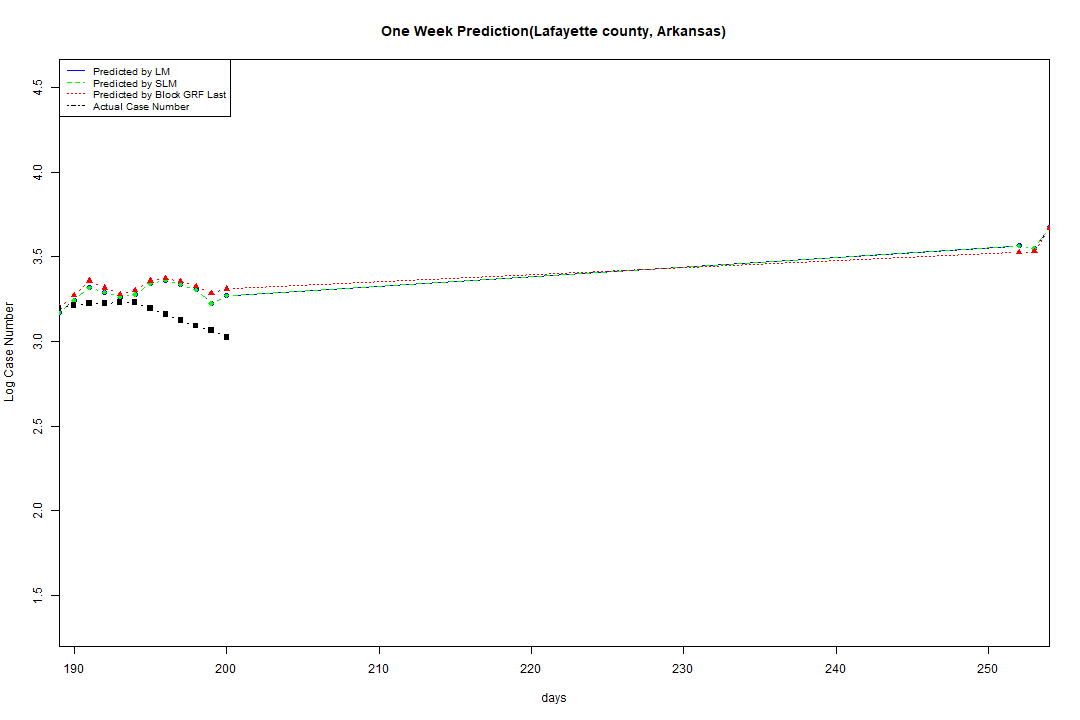 One Week Prediction(Lafayette county, Arkansas)
Predicted by LM
Predicted by SLM
Predicted by Block GRF Last
Actual Case Number
Log Case Number
4.5
4.0
3.5
3.0
2.5
2.0
1.5
190 200 210 220 230 240 250
days